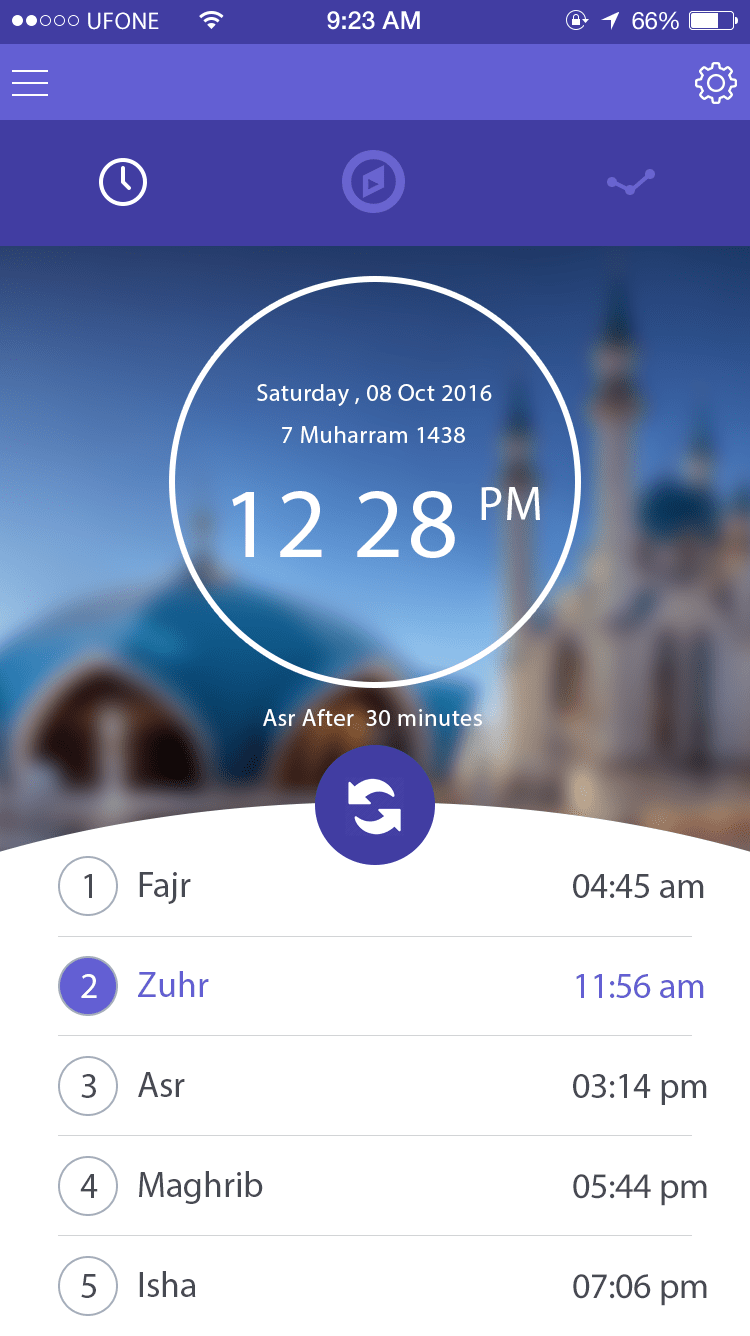 UFONE 9:23 AM 66%
Saturday , 08 Oct 2016
7 Muharram 1438
12 28 PM
Asr After 30 minutes
1 Fajr 04:45 am
2 Zuhr 11:56 am
3 Asr 03:14 pm
4 Maghrib 05:44 pm
5 Isha 07:06 pm